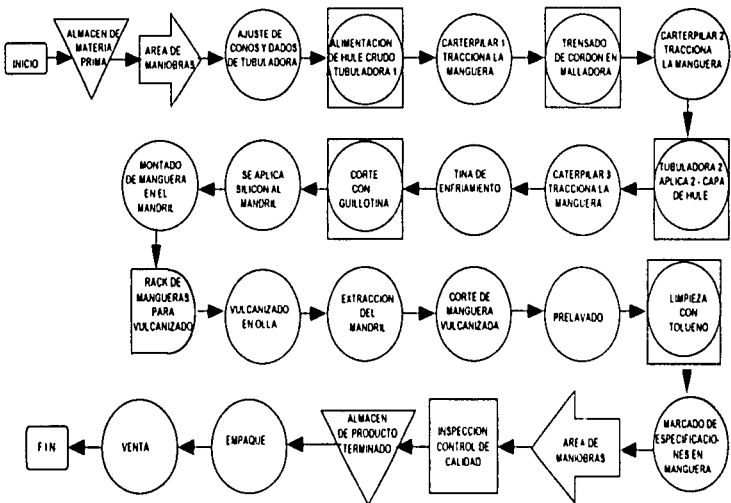 INICIO
ALMACEN DE
MATERIA
PRIMA
AREA DE
MANIOBRAS
AJUSTE DE
CONOS Y DADOS
DE TUBULADORA
ALIMENTACION
DE HULE CRUDO
A TUBULADORA 1
CARTERPILAR 1
TRACCIONA LA
MANGUERA
TRENSADO
DE CORDON EN
MALLADORA
CARTERPILAR 2
TRACCIONA
LA MANGUERA
TUBULADORA 2
APLICA 2 - CAPA
DE HULE
CATERPILAR 3
TRACCIONA LA
MANGUERA
TINA DE
ENFRIAMIENTO
CORTE
CON
GUILLOTINA
SE APLICA
SILICON AL
MANDRIL
MONTADO
DE MANGUERA
EN EL
MANDRIL
RACK DE
MANGUERAS
PARA
VULCANIZADO
VULCANIZADO
EN OLLA
EXTRACCION
DEL
MANDRIL
CORTE DE
MANGUERA
VULCANIZADA
PRELAVADO
LIMPIEZA
CON
TOLUENO
MARCADO DE
ESPECIFICACIO-
NES EN
MANGUERA
AREA DE
MANIOBRAS
INSPECCION
CONTROL DE
CALIDAD
ALMACEN
DE PRODUCTO
TERMINADO
EMPAQUE
VENTA
FIN